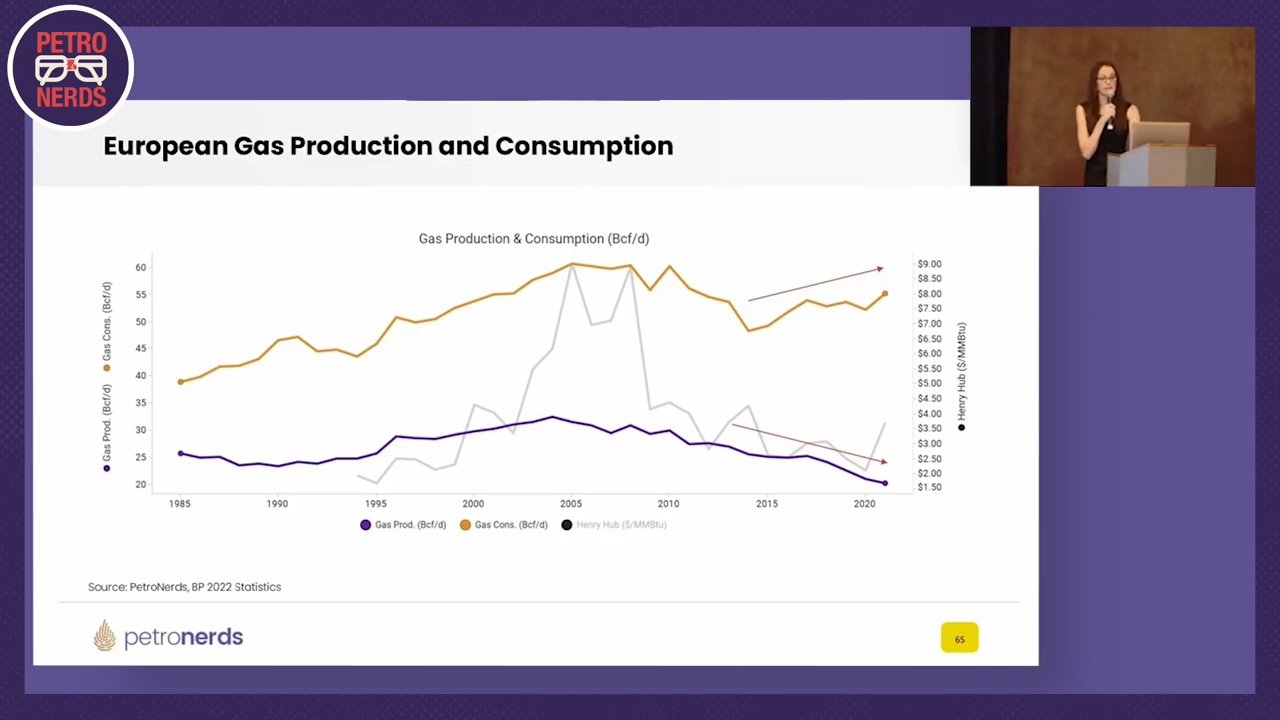 PETRO
NERDS
European Gas Production and Consumption
Gas Production & Consumption (Bcf/d)
Gas Cons. (Bcf/d)
Gas Prod. (Bcf/d)
60
55
50
45
40
35
30
25
20
$9.00
$8.50
$8.00
$7.50
$7.00
$6.50
$6.00
$5.50
$5.00
$4.50
$4.00
$3.50
$3.00
$2.50
$2.00
$1.50
Henry Hub ($/MMBtu)
1985 1990 1995 2000 2005 2010 2015 2020
Gas Prod. (Bcf/d) Gas Cons. (Bcf/d) Henry Hub ($/MMBtu)
Source: PetroNerds, BP 2022 Statistics
petronerds
65